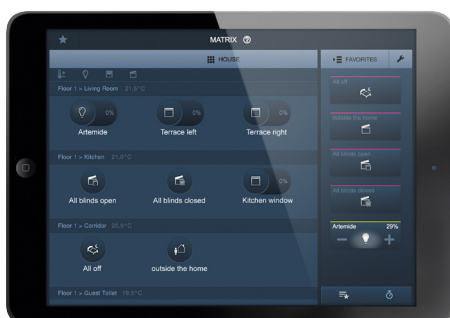 MATRIX
HOUSE
FAVORITES
Floor 1 > Living Room 21,5°C
0%
0%
0%
Artemide
Terrace left
Terrace right
Floor 1 > Kitchen 21,0°C
0%
All blinds open
All blinds closed
Kitchen window
Floor 1 > Corridor 20,5°C
All off
outside the home
Floor 1 > Guest Toilet 19,5°C
All off
outside the home
All blinds open
All blinds closed
Artemide 29%